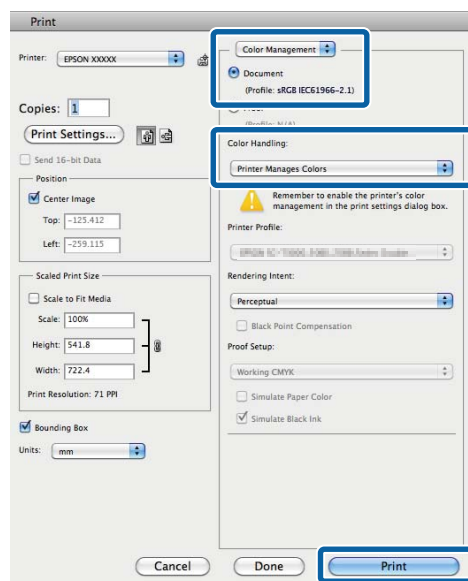 Print
Printer: EPSON XXXXX
Copies: 1
Print Settings...
Send 16-bit Data
Position
Center Image
Top: -125.412
Left: -259.115
Scaled Print Size
Scale to Fit Media
Scale: 100%
Height: 541.8
Width: 722.4
Print Resolution: 71 PPI
Bounding Box
Units: mm
Color Management
Document
(Profile: sRGB IEC61966-2.1)
(Profile: N/A)
Color Handling:
Printer Manages Colors
Remember to enable the printer's color
management in the print settings dialog box.
Printer Profile:
Rendering Intent:
Perceptual
Black Point Compensation
Proof Setup:
Working CMYK
Simulate Paper Color
Simulate Black Ink
Cancel
Done
Print